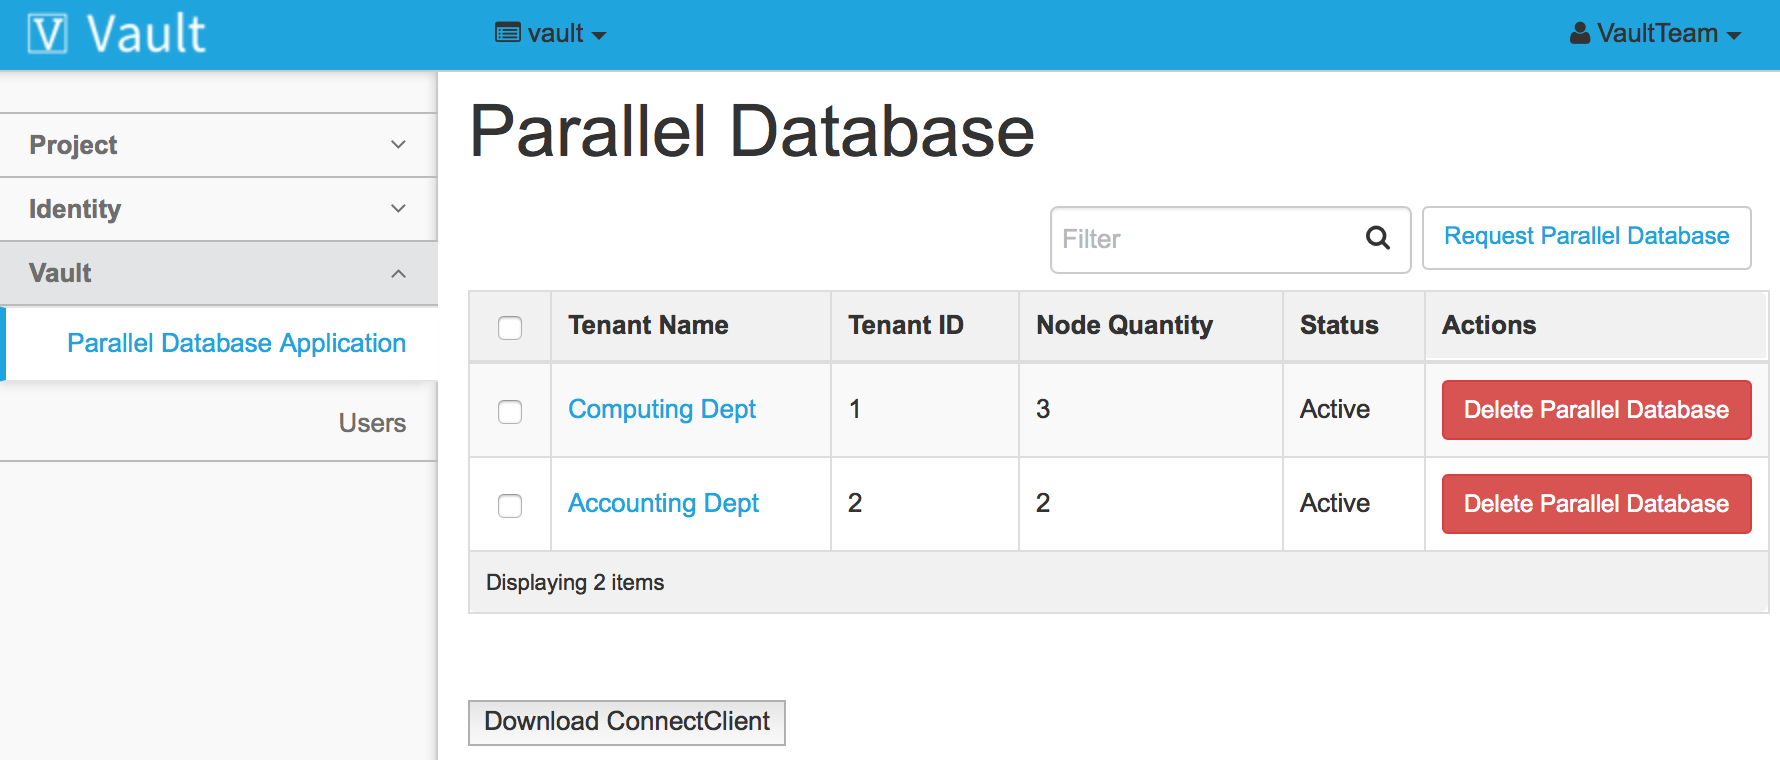 V Vault
vault
VaultTeam
Project
Identity
Vault
Parallel Database Application
Users
Parallel Database
Filter
Request Parallel Database
Tenant Name Tenant ID Node Quantity Status Actions
Computing Dept 1 3 Active Delete Parallel Database
Accounting Dept 2 2 Active Delete Parallel Database
Displaying 2 items
Download ConnectClient